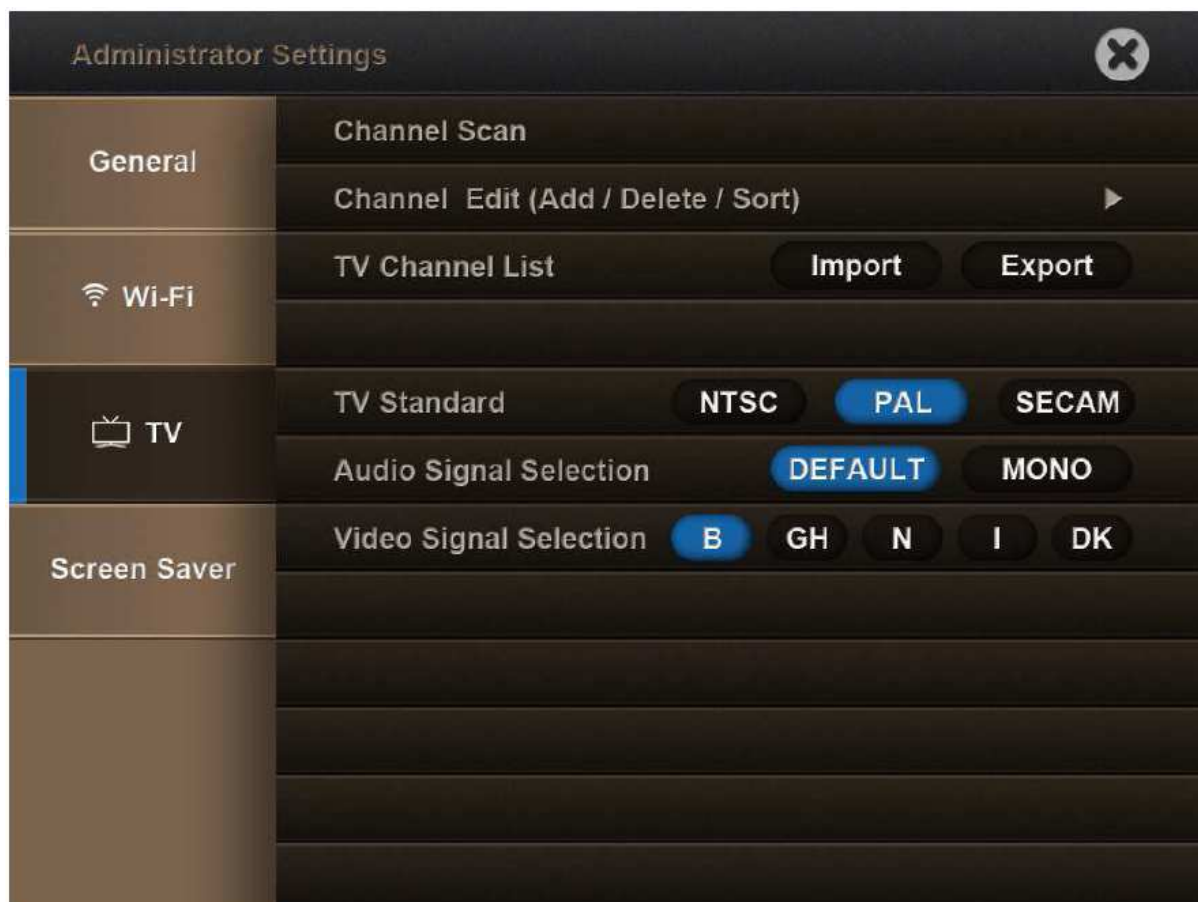 Administrator Settings
General
Channel Scan
Channel Edit (Add / Delete / Sort)
Wi-Fi
TV Channel List Import Export
TV
TV Standard NTSC PAL SECAM
Audio Signal Selection DEFAULT MONO
Screen Saver
Video Signal Selection B GH N I DK